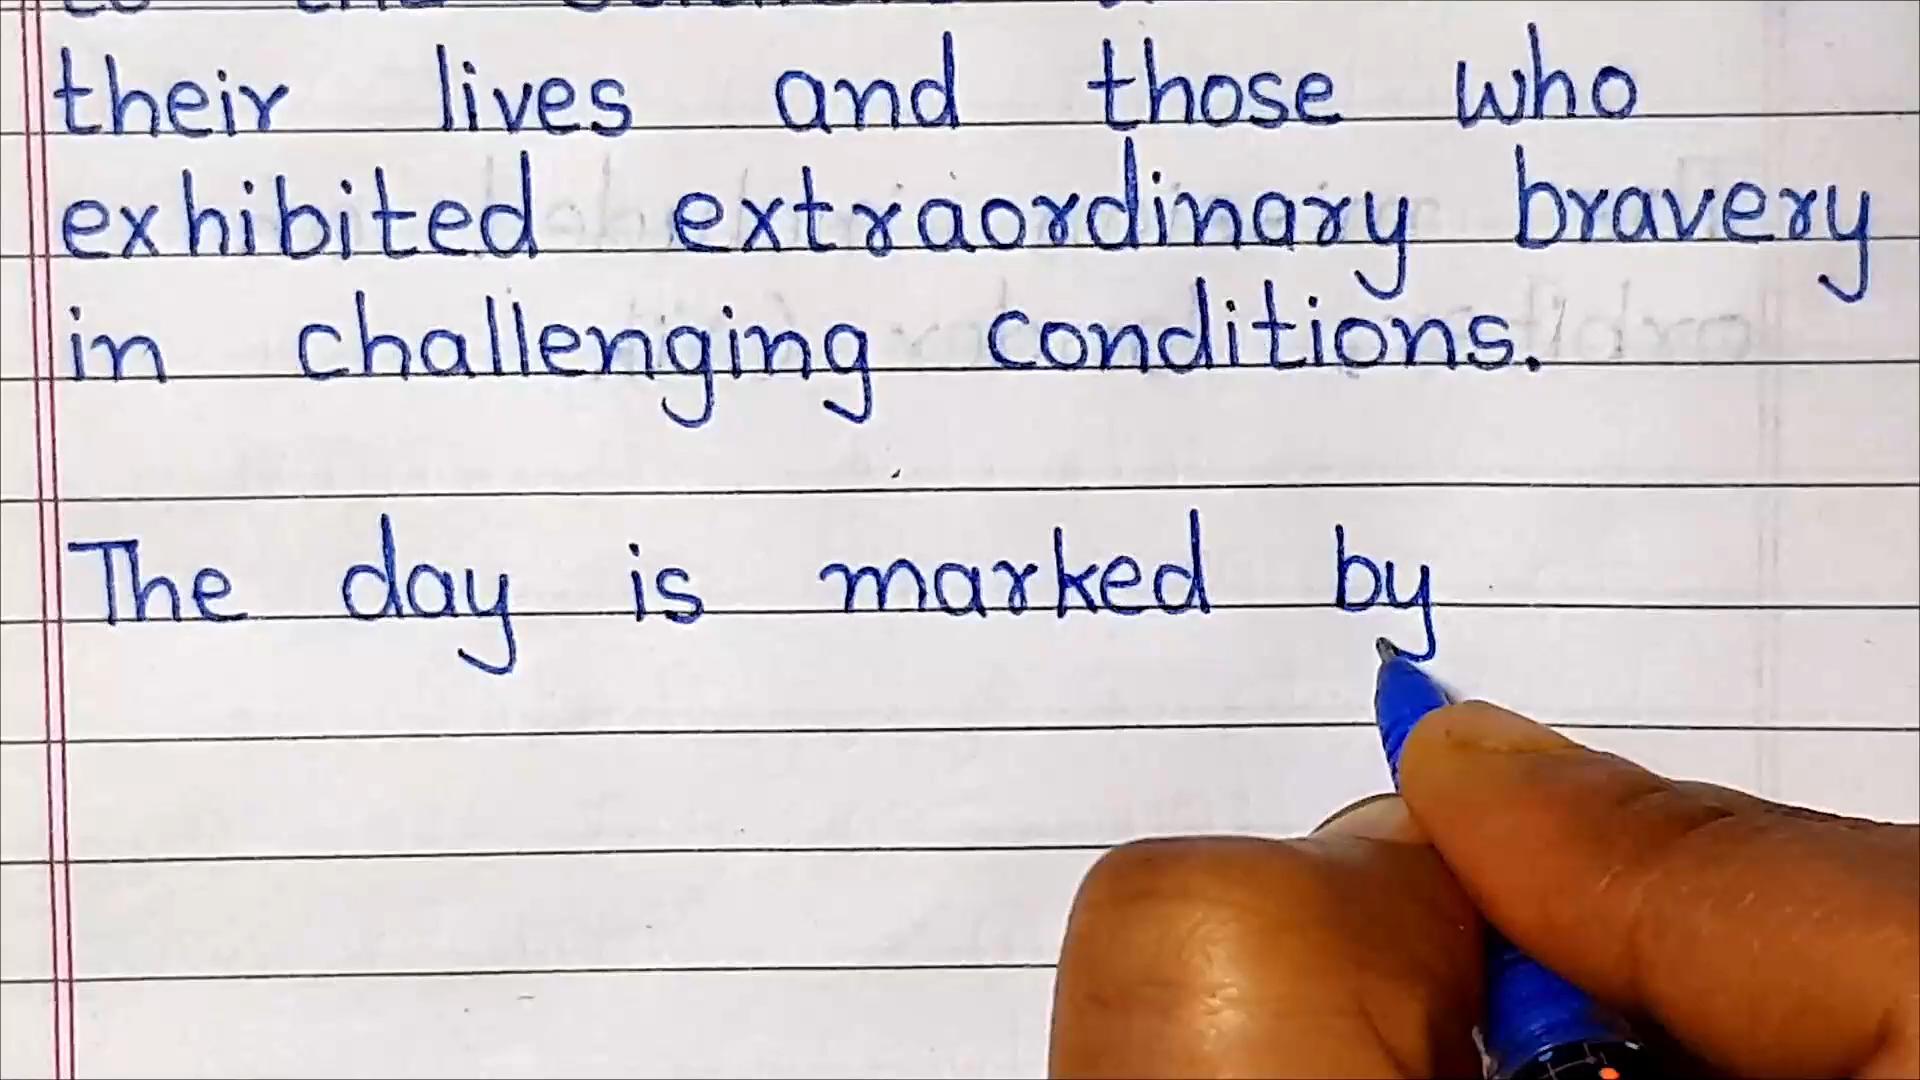 their lives and those who
exhibited extraordinary bravery
in challenging conditions.
The day is marked by